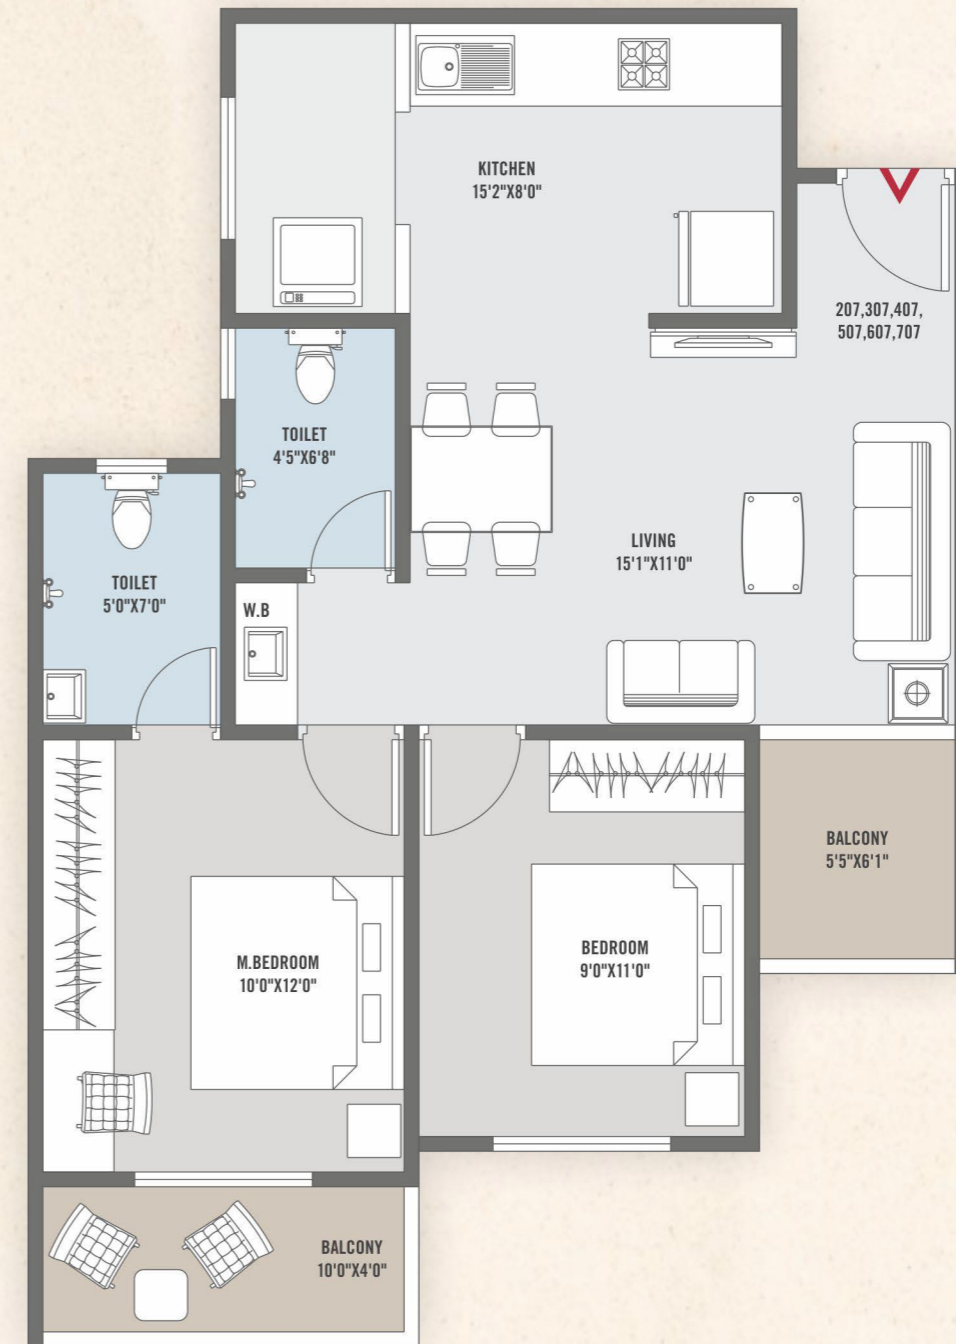 KITCHEN
15'2"X8'0"
207,307,407,
507,607,707
TOILET
4'5"X6'8"
LIVING
15'1"X11'0"
TOILET
5'0"X7'0"
W.B
BALCONY
5'5"X6'1"
M.BEDROOM
10'0"X12'0"
BEDROOM
9'0"X11'0"
BALCONY
10'0"X4'0"